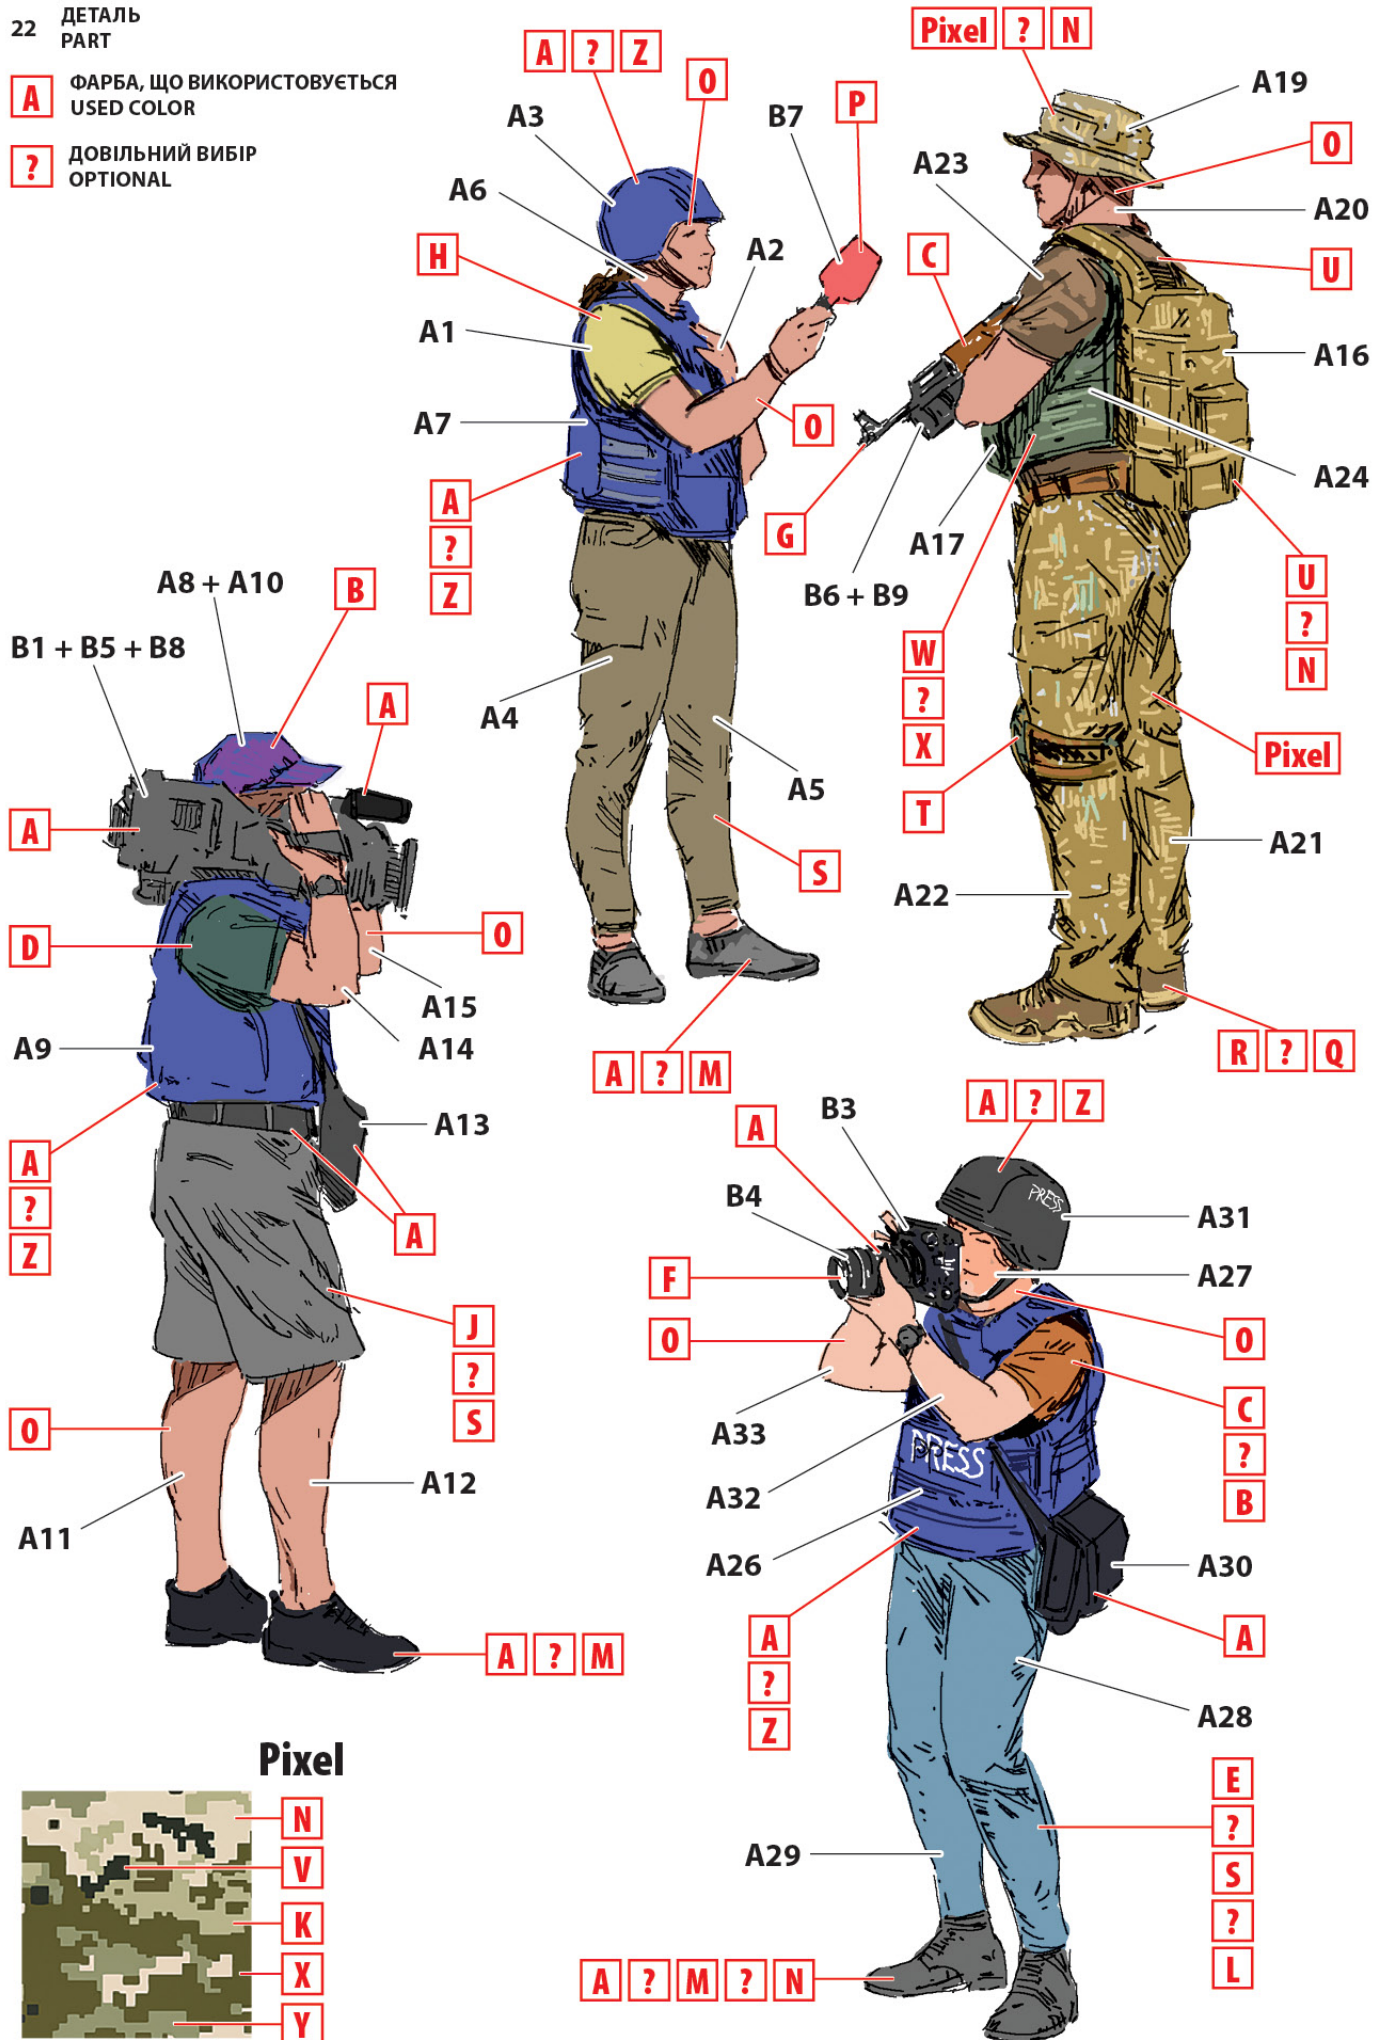 22 ДЕТАЛЬ
PART
A ФАРБА, ЩО ВИКОРИСТОВУЄТЬСЯ
USED COLOR
? ДОВІЛЬНИЙ ВИБІР
OPTIONAL
A ? Z
O
A3
B7
P
A6
H
A2
A1
A7
O
A
?
Z
A4
A5
S
A ? M
Pixel ? N
A19
A23
O
A20
C
U
A16
A24
G
A17
B6 + B9
U
?
N
W
?
X
T
Pixel
A21
A22
R ? Q
A8 + A10
B
B1 + B5 + B8
A
A
D
O
A15
A14
A9
A13
A
?
Z
A
J
?
S
O
A12
A11
A ? M
A ? Z
B3
A
B4
A31
PRESS
F
A27
O
O
C
?
B
A33
PRESS
A32
A26
A30
A
?
Z
A
A28
E
?
S
?
L
A29
A ? M ? N
Pixel
N
V
K
X
Y